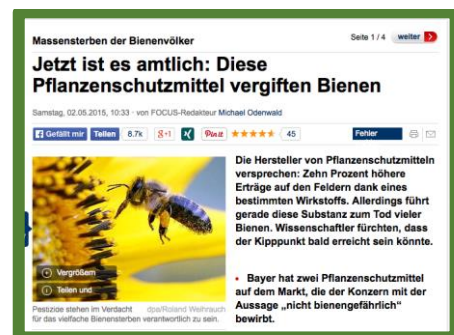 Massensterben der Bienenvölker
Seite 1 / 4 weiter
Jetzt ist es amtlich: Diese
Pflanzenschutzmittel vergiften Bienen
Samstag, 02.05.2015, 10:33 · von FOCUS-Redakteur Michael Odenwald
Gefällt mir Teilen 8.7k g+1 Pin it 45 Fehler
Die Hersteller von Pflanzenschutzmitteln
versprechen: Zehn Prozent höhere
Erträge auf den Feldern dank eines
bestimmten Wirkstoffs. Allerdings führt
gerade diese Substanz zum Tod vieler
Bienen. Wissenschaftler fürchten, dass
der Kipppunkt bald erreicht sein könnte.
Vergrößern
Teilen und
dpa/Roland Weihrauch
Pestizide stehen im Verdacht
für das vielfache Bienensterben verantwortlich zu sein.
• Bayer hat zwei Pflanzenschutzmittel
auf dem Markt, die der Konzern mit der
Aussage „nicht bienengefährlich“
bewirbt.